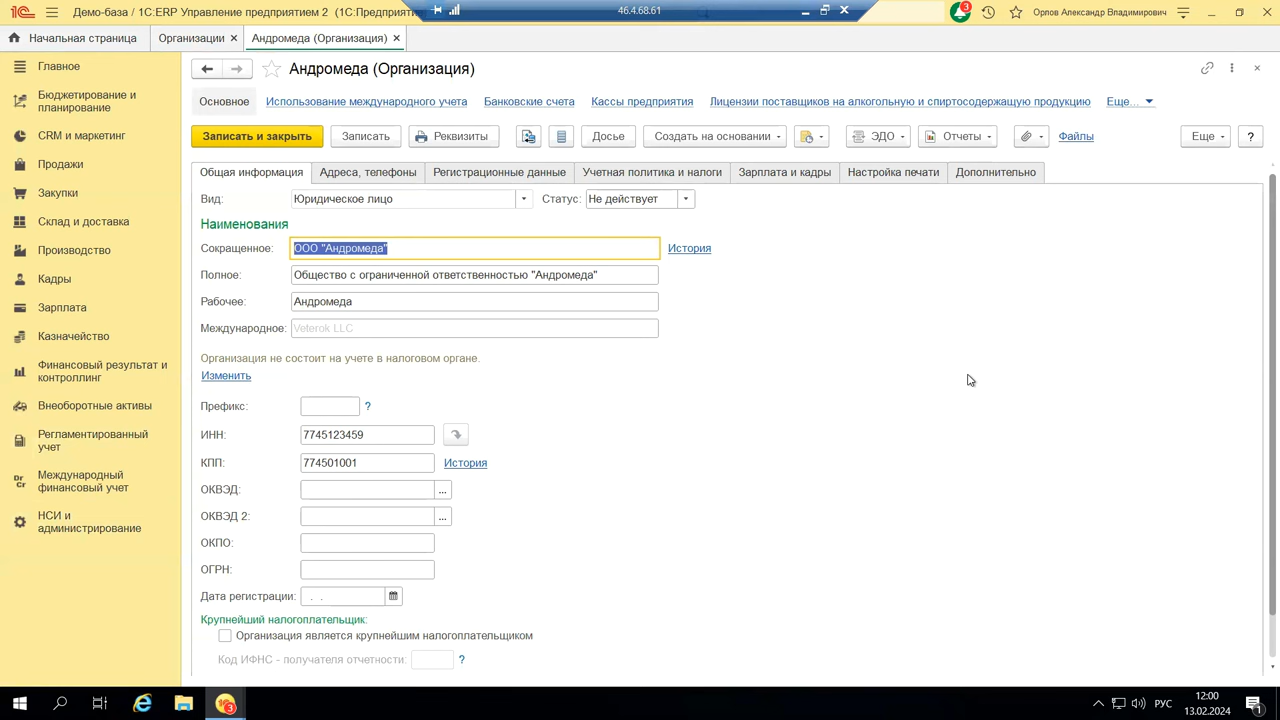 Демо-база / 1С:ERP Управление предприятием 2 (1С:Предприятие
46.4.68.61
3
Орлов Александр Владимирович
Начальная страница
Организации ×
Андромеда (Организация) ×
Главное
Бюджетирование и
планирование
CRM и маркетинг
Продажи
Закупки
Склад и доставка
Производство
Кадры
Зарплата
Казначейство
Финансовый результат и
контроллинг
Внеоборотные активы
Регламентированный
учет
Международный
финансовый учет
НСИ и
администрирование
Андромеда (Организация)
Основное Использование международного учета Банковские счета Кассы предприятия Лицензии поставщиков на алкогольную и спиртосодержащую продукцию Еще...
Записать и закрыть Записать Реквизиты Досье Создать на основании ЭДО Отчеты Файлы Еще ?
Общая информация Адреса, телефоны Регистрационные данные Учетная политика и налоги Зарплата и кадры Настройка печати Дополнительно
Вид: Юридическое лицо Статус: Не действует
Наименования
Сокращенное: ООО "Андромеда" История
Полное: Общество с ограниченной ответственностью "Андромеда"
Рабочее: Андромеда
Международное: Veterok LLC
Организация не состоит на учете в налоговом органе.
Изменить
Префикс: ?
ИНН: 7745123459
КПП: 774501001 История
ОКВЭД: ...
ОКВЭД 2: ...
ОКПО:
ОГРН:
Дата регистрации: . .
Крупнейший налогоплательщик:
Организация является крупнейшим налогоплательщиком
Код ИФНС - получателя отчетности: ?
3
РУС
12:00
13.02.2024
1